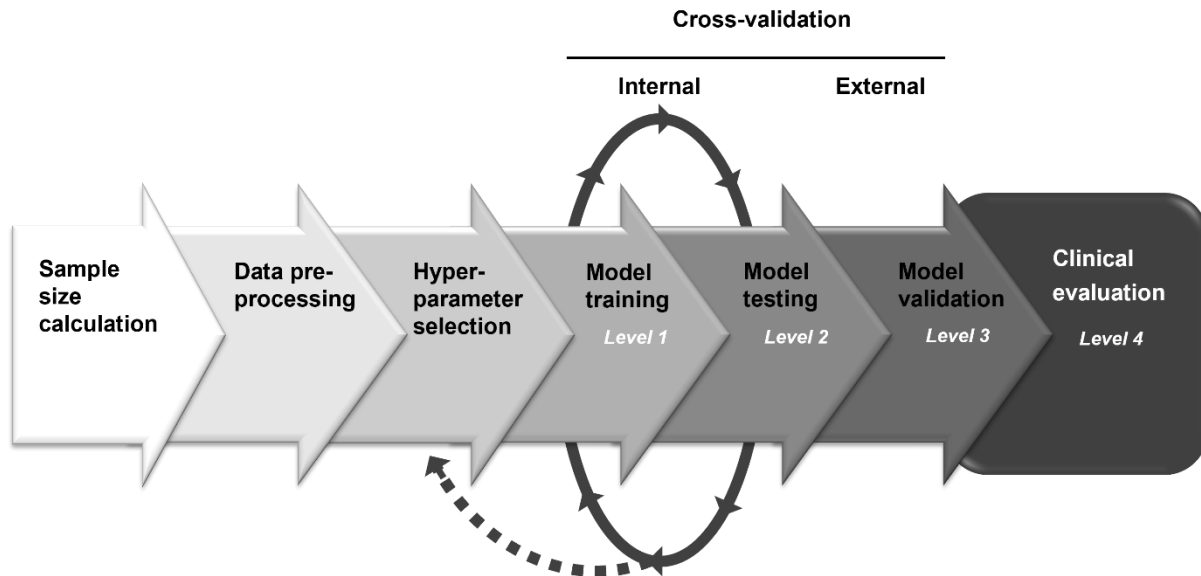 Cross-validation
Internal
External
Sample
size
calculation
Data pre-
processing
Hyper-
parameter
selection
Model
training
Level 1
Model
testing
Level 2
Model
validation
Level 3
Clinical
evaluation
Level 4